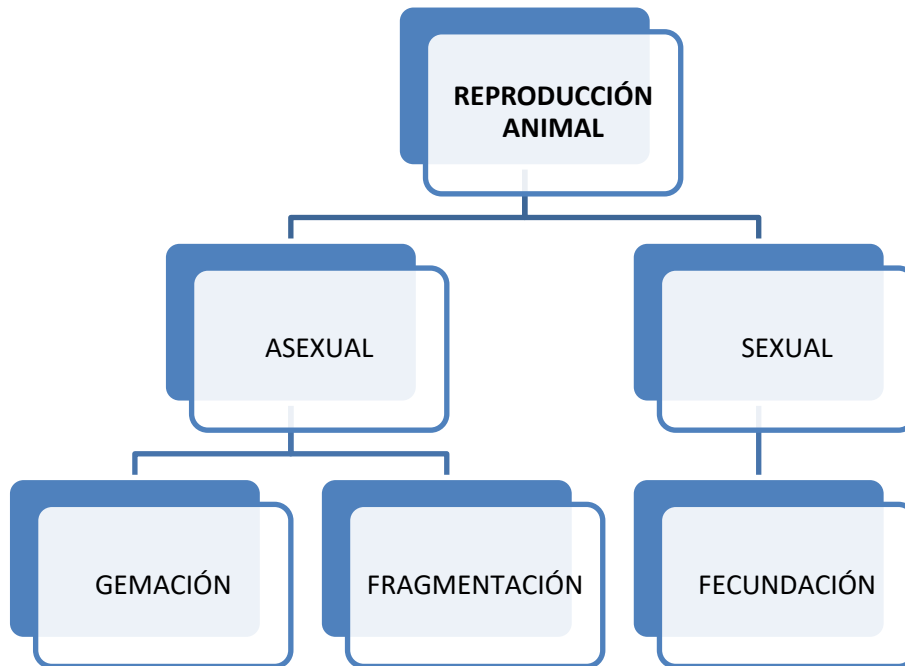 REPRODUCCIÓN
ANIMAL
ASEXUAL
SEXUAL
GEMACIÓN
FRAGMENTACIÓN
FECUNDACIÓN